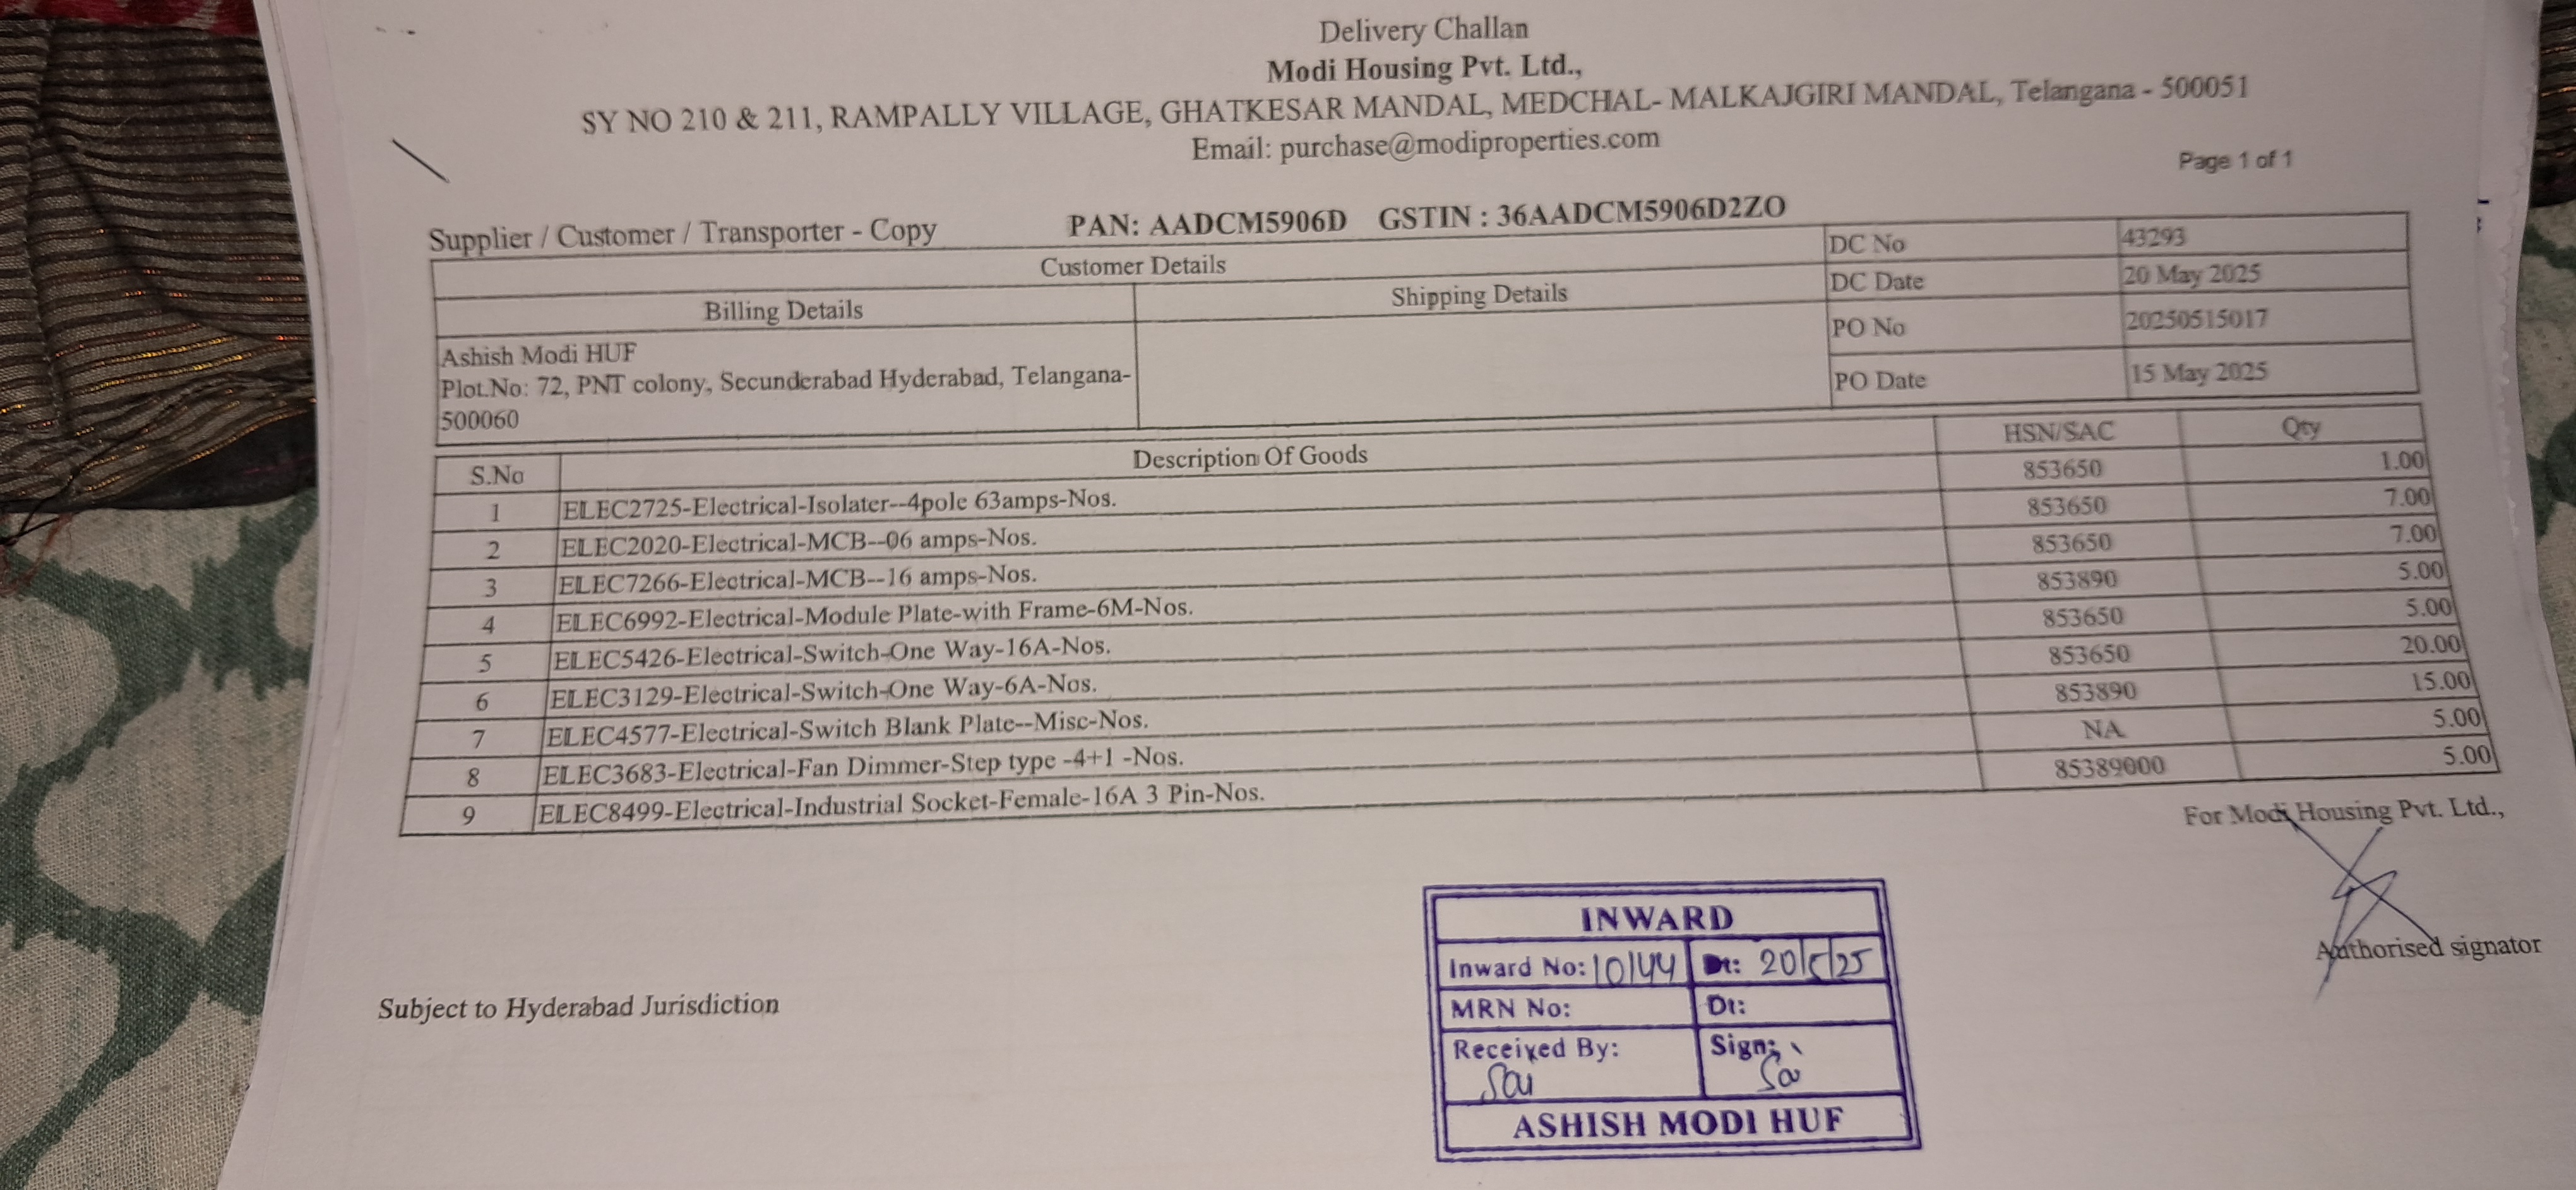 Delivery Challan
Modi Housing Pvt. Ltd.,
SY NO 210 & 211, RAMPALLY VILLAGE, GHATKESAR MANDAL, MEDCHAL- MALKAJGIRI MANDAL, Telangana - 500051
Email: purchase@modiproperties.com
Page 1 of 1
Supplier / Customer / Transporter - Copy PAN: AADCM5906D GSTIN : 36AADCM5906D2ZO
Customer Details
Billing Details Shipping Details
Ashish Modi HUF
Plot.No: 72, PNT colony, Secunderabad Hyderabad, Telangana-
500060
DC No 43293
DC Date 20 May 2025
PO No 20250515017
PO Date 15 May 2025
S.No Description Of Goods HSN/SAC Qty
1 ELEC2725-Electrical-Isolater--4pole 63amps-Nos. 853650 1.00
2 ELEC2020-Electrical-MCB--06 amps-Nos. 853650 7.00
3 ELEC7266-Electrical-MCB--16 amps-Nos. 853650 7.00
4 ELEC6992-Electrical-Module Plate-with Frame-6M-Nos. 853890 5.00
5 ELEC5426-Electrical-Switch-One Way-16A-Nos. 853650 5.00
6 ELEC3129-Electrical-Switch-One Way-6A-Nos. 853650 20.00
7 ELEC4577-Electrical-Switch Blank Plate--Misc-Nos. 853890 15.00
8 ELEC3683-Electrical-Fan Dimmer-Step type -4+1 -Nos. NA 5.00
9 ELEC8499-Electrical-Industrial Socket-Female-16A 3 Pin-Nos. 85389000 5.00
For Modi Housing Pvt. Ltd.,
Authorised signator
Subject to Hyderabad Jurisdiction
INWARD
Inward No: 10144 Dt: 20/5/25
MRN No: Dt:
Received By: Sign:
ASHISH MODI HUF